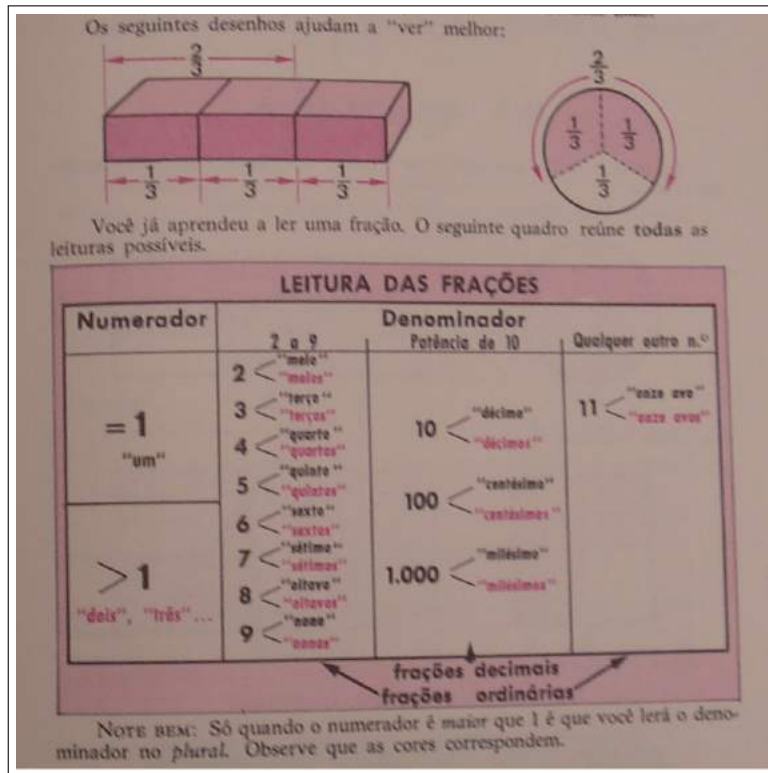 Os seguintes desenhos ajudam a "ver" melhor:
2/3
2/3
1/3 1/3
1/3
1/3 1/3 1/3
Você já aprendeu a ler uma fração. O seguinte quadro reúne todas as
leituras possíveis.
LEITURA DAS FRAÇÕES
Numerador
Denominador
2 a 9
Potência de 10
Qualquer outro n.º
= 1
"um"
> 1
"dois", "três"...
2 "meio"
"meios"
3 "terço"
"terços"
4 "quarto"
"quartos"
5 "quinto"
"quintos"
6 "sexto"
"sextos"
7 "sétimo"
"sétimos"
8 "oitavo"
"oitavos"
9 "nono"
"nonos"
10 "décimo"
"décimos"
100 "centésimo"
"centésimos"
1.000 "milésimo"
"milésimos"
11 "onze avo"
"onze avos"
frações decimais
frações ordinárias
NOTE BEM: Só quando o numerador é maior que 1 é que você lerá o deno-
minador no plural. Observe que as cores correspondem.